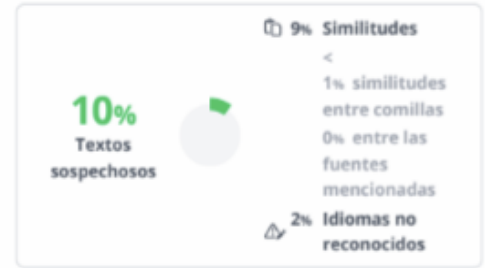 10%
Textos
sospechosos
9% Similitudes
<
1% similitudes
entre comillas
0% entre las
fuentes
mencionadas
2% Idiomas no
reconocidos